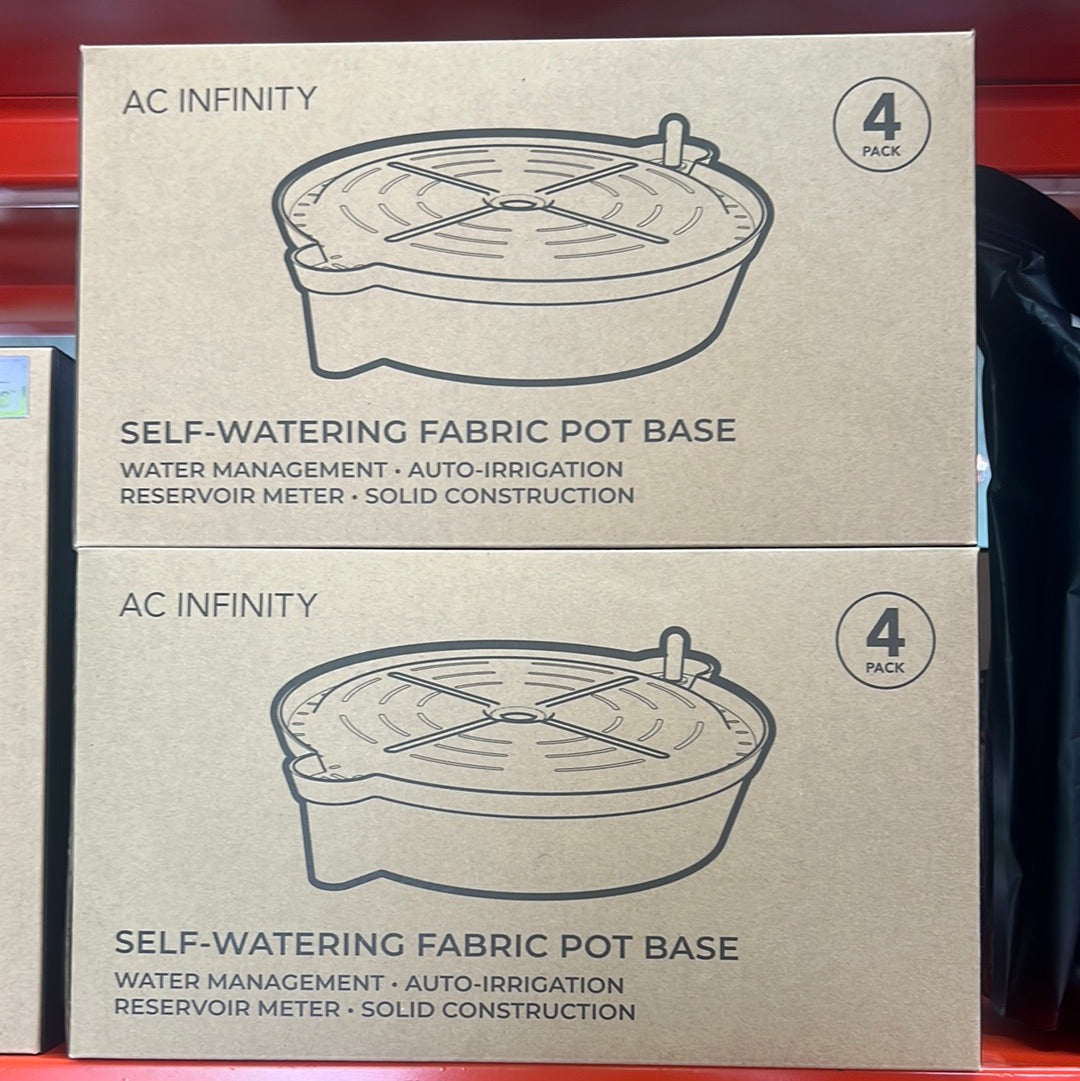 AC INFINITY
4
PACK
SELF-WATERING FABRIC POT BASE
WATER MANAGEMENT • AUTO-IRRIGATION
RESERVOIR METER • SOLID CONSTRUCTION
AC INFINITY
4
PACK
SELF-WATERING FABRIC POT BASE
WATER MANAGEMENT • AUTO-IRRIGATION
RESERVOIR METER • SOLID CONSTRUCTION